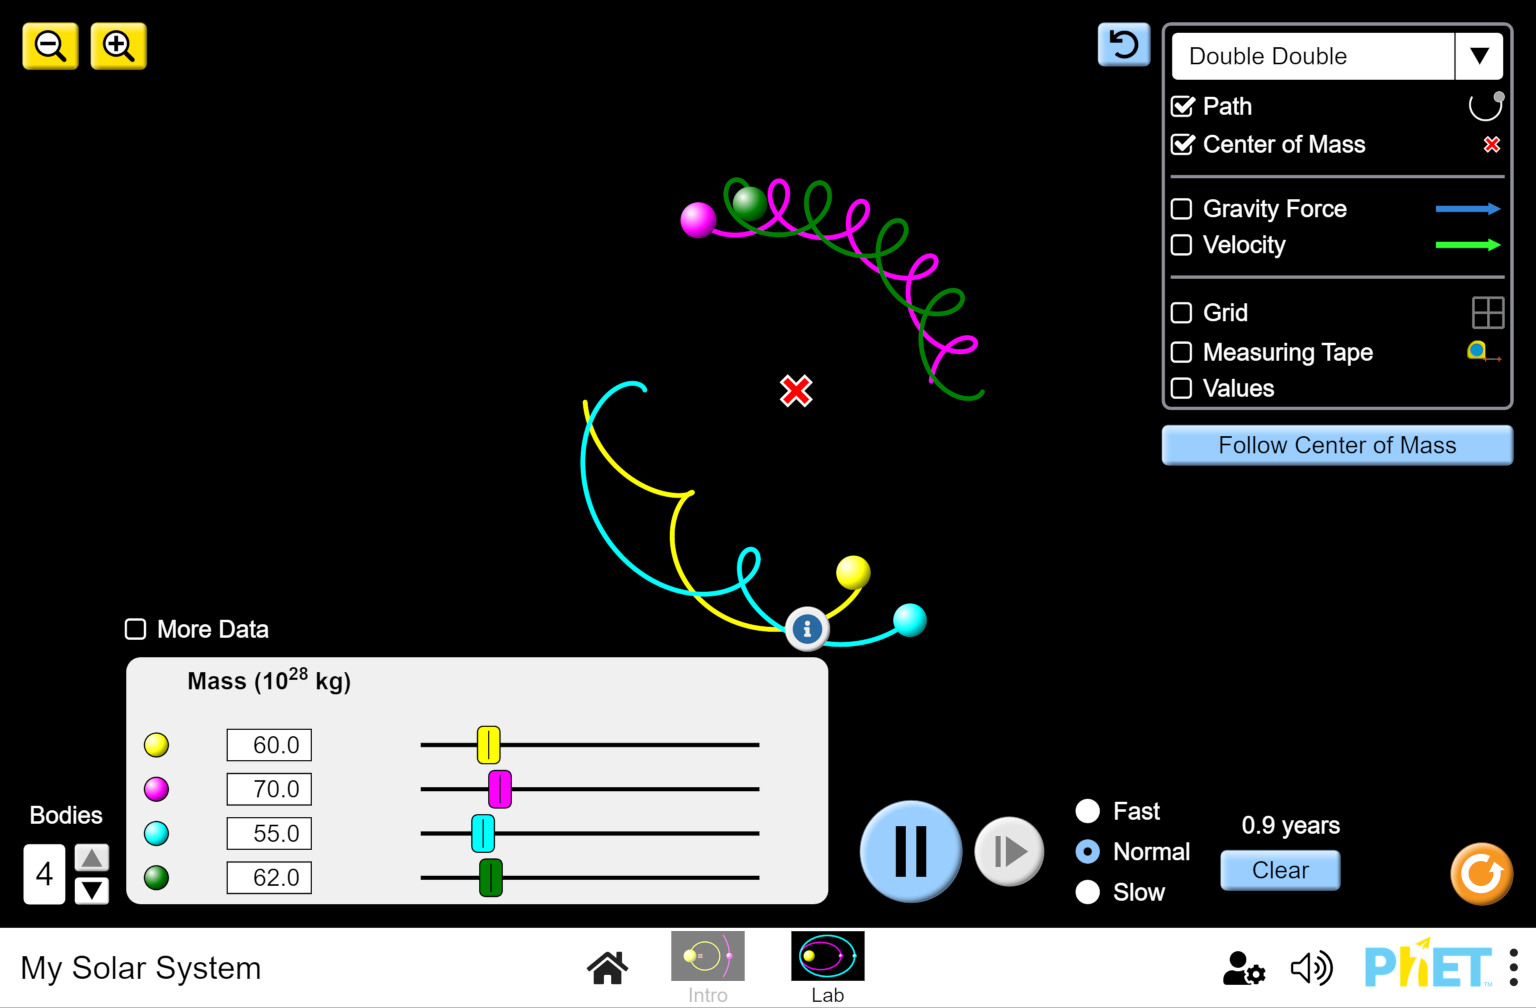 Double Double
Path
Center of Mass
Gravity Force
Velocity
Grid
Measuring Tape
Values
Follow Center of Mass
More Data
Mass (10²⁸ kg)
60.0
70.0
55.0
62.0
Bodies
4
Fast
Normal
Slow
0.9 years
Clear
My Solar System
Intro
Lab
PhET